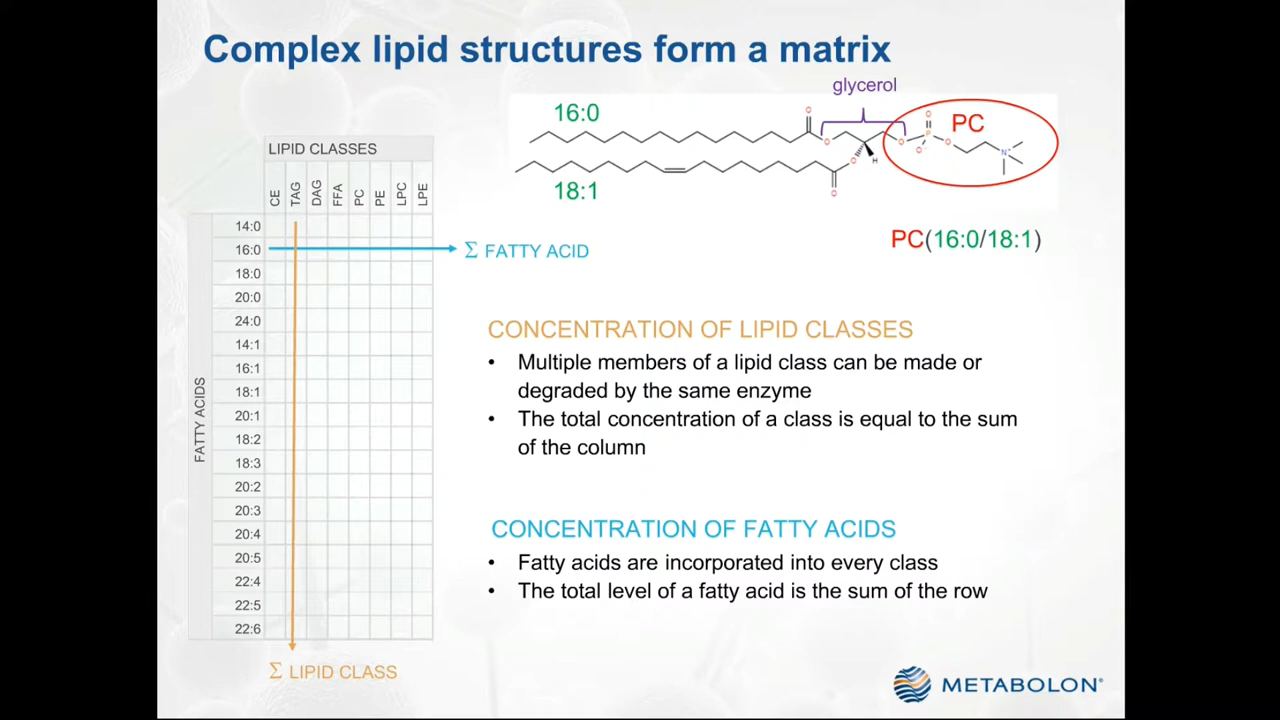 Complex lipid structures form a matrix
glycerol
16:0
PC
O
O
O
O
P
O
O
O
N+
H
O
18:1
PC(16:0/18:1)
LIPID CLASSES
CE TAG DAG FFA PC PE LPC LPE
FATTY ACIDS
14:0
16:0
18:0
20:0
24:0
14:1
16:1
18:1
20:1
18:2
18:3
20:2
20:3
20:4
20:5
22:4
22:5
22:6
Σ FATTY ACID
Σ LIPID CLASS
CONCENTRATION OF LIPID CLASSES
• Multiple members of a lipid class can be made or
degraded by the same enzyme
• The total concentration of a class is equal to the sum
of the column
CONCENTRATION OF FATTY ACIDS
• Fatty acids are incorporated into every class
• The total level of a fatty acid is the sum of the row
METABOLON®